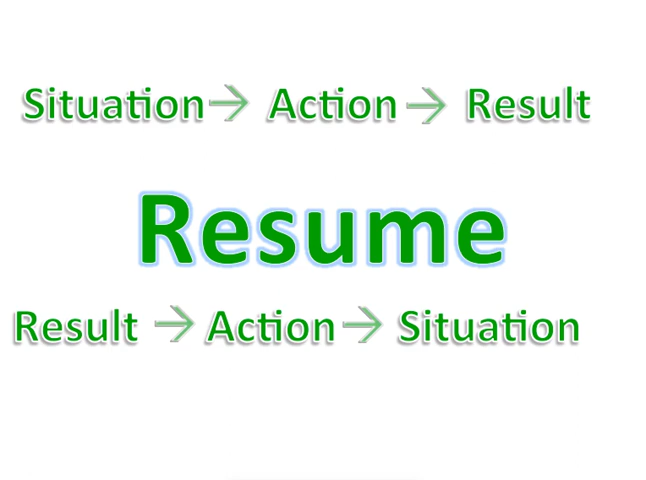 Situation→ Action → Result
Resume
Result → Action → Situation